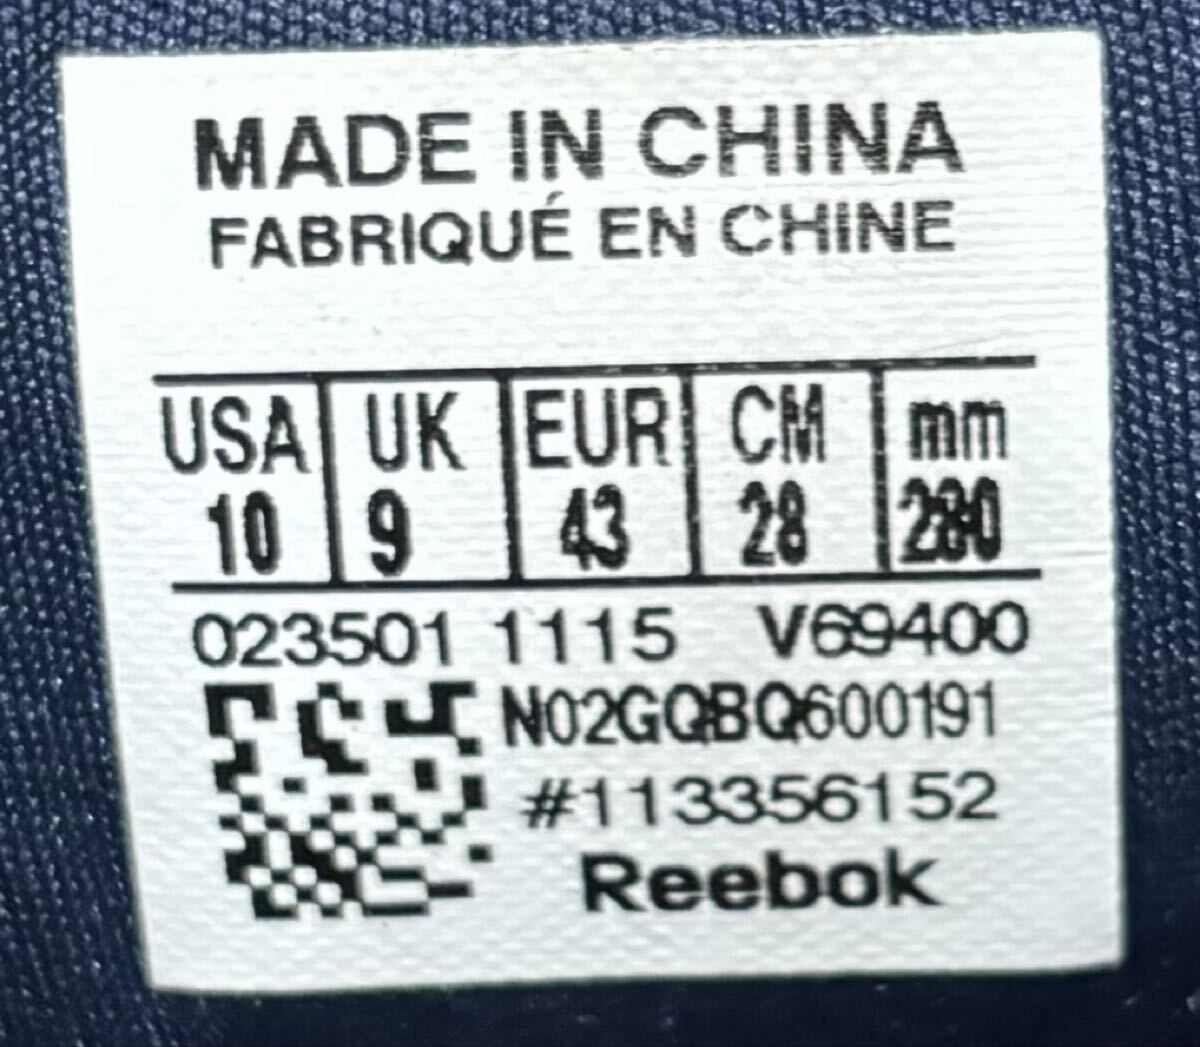 MADE IN CHINA
FABRIQUÉ EN CHINE
USA UK EUR CM mm
10 9 43 28 280
023501 1115 V69400
N02GQBQ600191
#113356152
Reebok